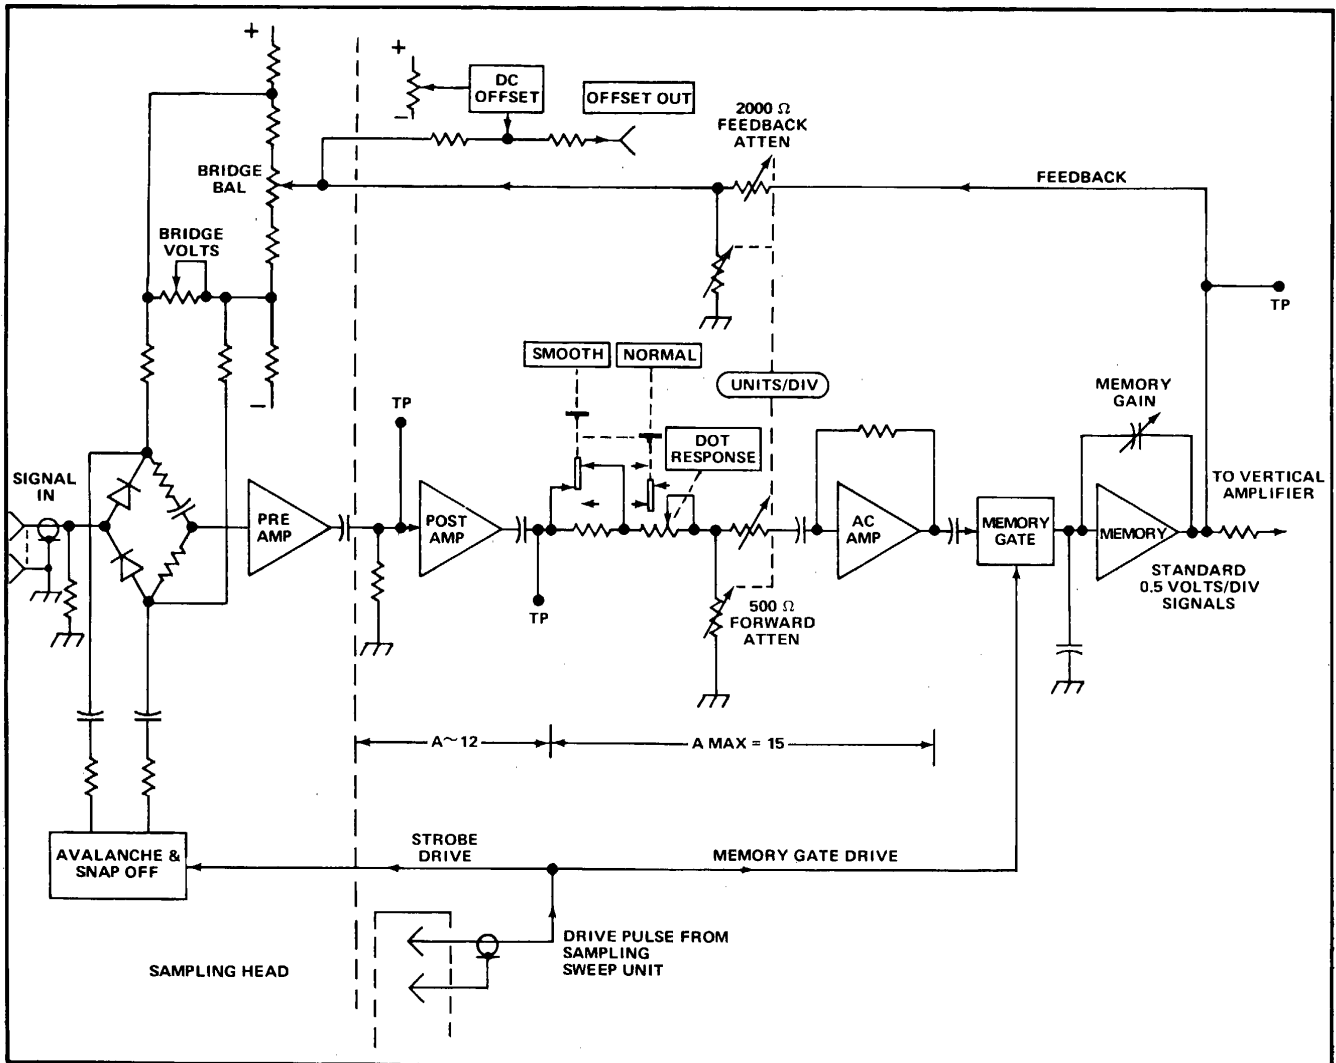 +
+
DC
OFFSET
OFFSET OUT
2000 Ω
FEEDBACK
ATTEN
−
BRIDGE
BAL
FEEDBACK
BRIDGE
VOLTS
TP
SMOOTH
NORMAL
UNITS/DIV
MEMORY
GAIN
−
TP
DOT
RESPONSE
SIGNAL
IN
TO VERTICAL
AMPLIFIER
PRE
AMP
POST
AMP
AC
AMP
MEMORY
GATE
MEMORY
STANDARD
0.5 VOLTS/DIV
SIGNALS
TP
500 Ω
FORWARD
ATTEN
A~12
A MAX = 15
AVALANCHE &
SNAP OFF
STROBE
DRIVE
MEMORY GATE DRIVE
DRIVE PULSE FROM
SAMPLING
SWEEP UNIT
SAMPLING HEAD